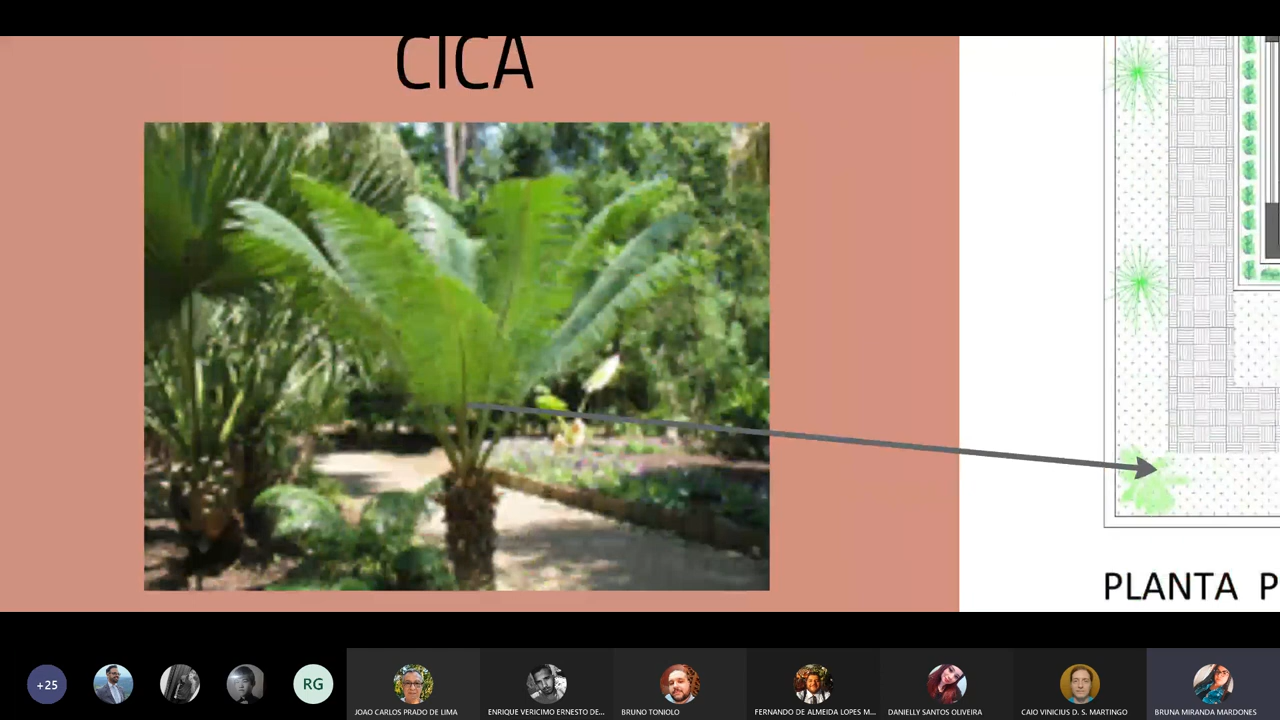 CICA
PLANTA P
+25
RG
JOAO CARLOS PRADO DE LIMA
ENRIQUE VERICIMO ERNESTO DE...
BRUNO TONIOLO
FERNANDO DE ALMEIDA LOPES M...
DANIELLY SANTOS OLIVEIRA
CAIO VINICIUS D. S. MARTINGO
BRUNA MIRANDA MARDONES